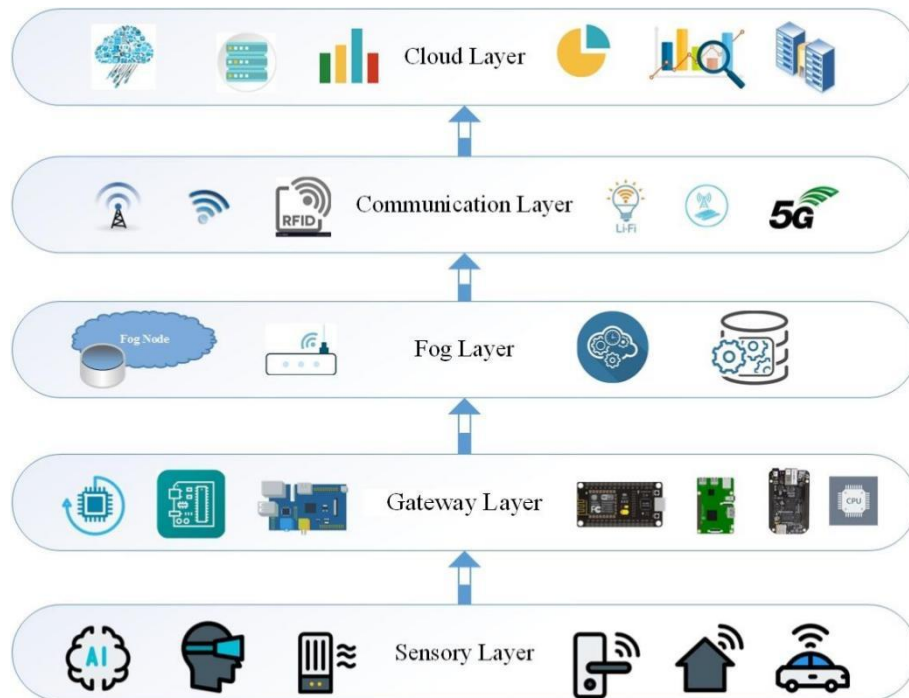 Cloud Layer
RFID
Communication Layer
Li-Fi
5G
Fog Node
Fog Layer
Gateway Layer
CPU
AI
Sensory Layer